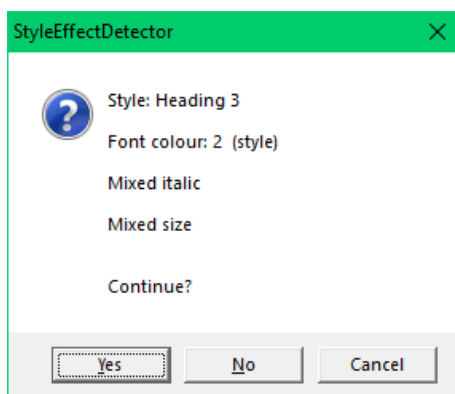 StyleEffectDetector
Style: Heading 3
Font colour: 2  (style)
Mixed italic
Mixed size
Continue?
Yes No Cancel